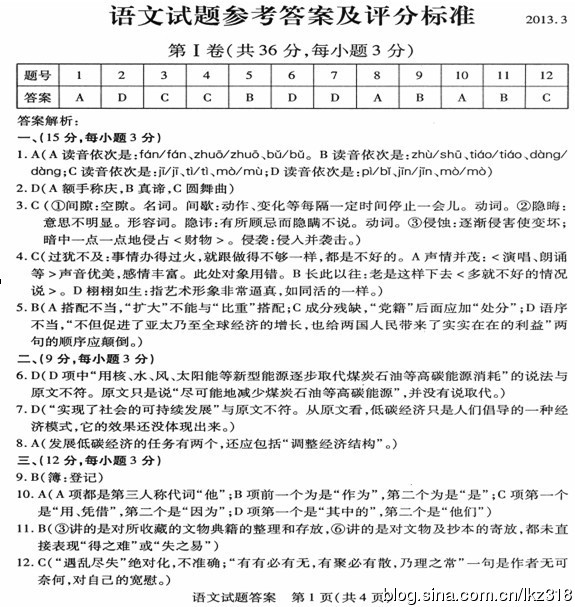 语文试题参考答案及评分标准
2013.3
第Ⅰ卷(共36分,每小题3分)
题号 1 2 3 4 5 6 7 8 9 10 11 12
答案 A D C C B D D A B A B C
答案解析:
一、(15分,每小题3分)
1.A(A读音依次是:fán/fán、zhuō/zhuō、bǔ/bǔ。B读音依次是:zhù/shū、tiáo/tiáo、dàng/
dàng;C读音依次是:jǐ/jī、tì/tì、mò/mù;D读音依次是:pì/bǐ、jīn/jīn、mò/mò)
2.D(A额手称庆,B真谛,C圆舞曲)
3.C(①间隙:空隙。名词。间歇:动作、变化等每隔一定时间停止一会儿。动词。②隐晦:
意思不明显。形容词。隐讳:有所顾忌而隐瞒不说。动词。③侵蚀:逐渐侵害使变坏;
暗中一点一点地侵占<财物>。侵袭:侵入并袭击。)
4.C(过犹不及:事情办得过火,就跟做得不够一样,都是不好的。A声情并茂:<演唱、朗诵
等>声音优美,感情丰富。此处对象用错。B长此以往:老是这样下去<多就不好的情况
说>。D栩栩如生:指艺术形象非常逼真,如同活的一样。)
5.B(A搭配不当,“扩大”不能与“比重”搭配;C成分残缺,“党籍”后面应加“处分”;D语序
不当,“不但促进了亚太乃至全球经济的增长,也给两国人民带来了实实在在的利益”两
句的顺序应颠倒。)
二、(9分,每小题3分)
6.D(D项中“用核、水、风、太阳能等新型能源逐步取代煤炭石油等高碳能源消耗”的说法与
原文不符。原文只是说“尽可能地减少煤炭石油等高碳能源”,并没有说取代。)
7.D(“实现了社会的可持续发展”与原文不符。从原文看,低碳经济只是人们倡导的一种经
济模式,它的效果还没体现出来。)
8.A(发展低碳经济的任务有两个,还应包括“调整经济结构”。)
三、(12分,每小题3分)
9.B(簿:登记)
10.A(A项都是第三人称代词“他”;B项前一个为是“作为”,第二个为是“是”;C项第一个
是“用、凭借”,第二个是“因为”;D项第一个是“其中的”,第二个是“他们”)
11.B(③讲的是对所收藏的文物典籍的整理和存放,⑥讲的是对文物及抄本的寄放,都未直
接表现“得之难”或“失之易”)
12.C(“遇乱尽失”绝对化,不准确;“有有必有无,有聚必有散,乃理之常”一句是作者无可
奈何,对自己的宽慰。)
语文试题答案 第1页(共4页)
blog.sina.com.cn/lkz318